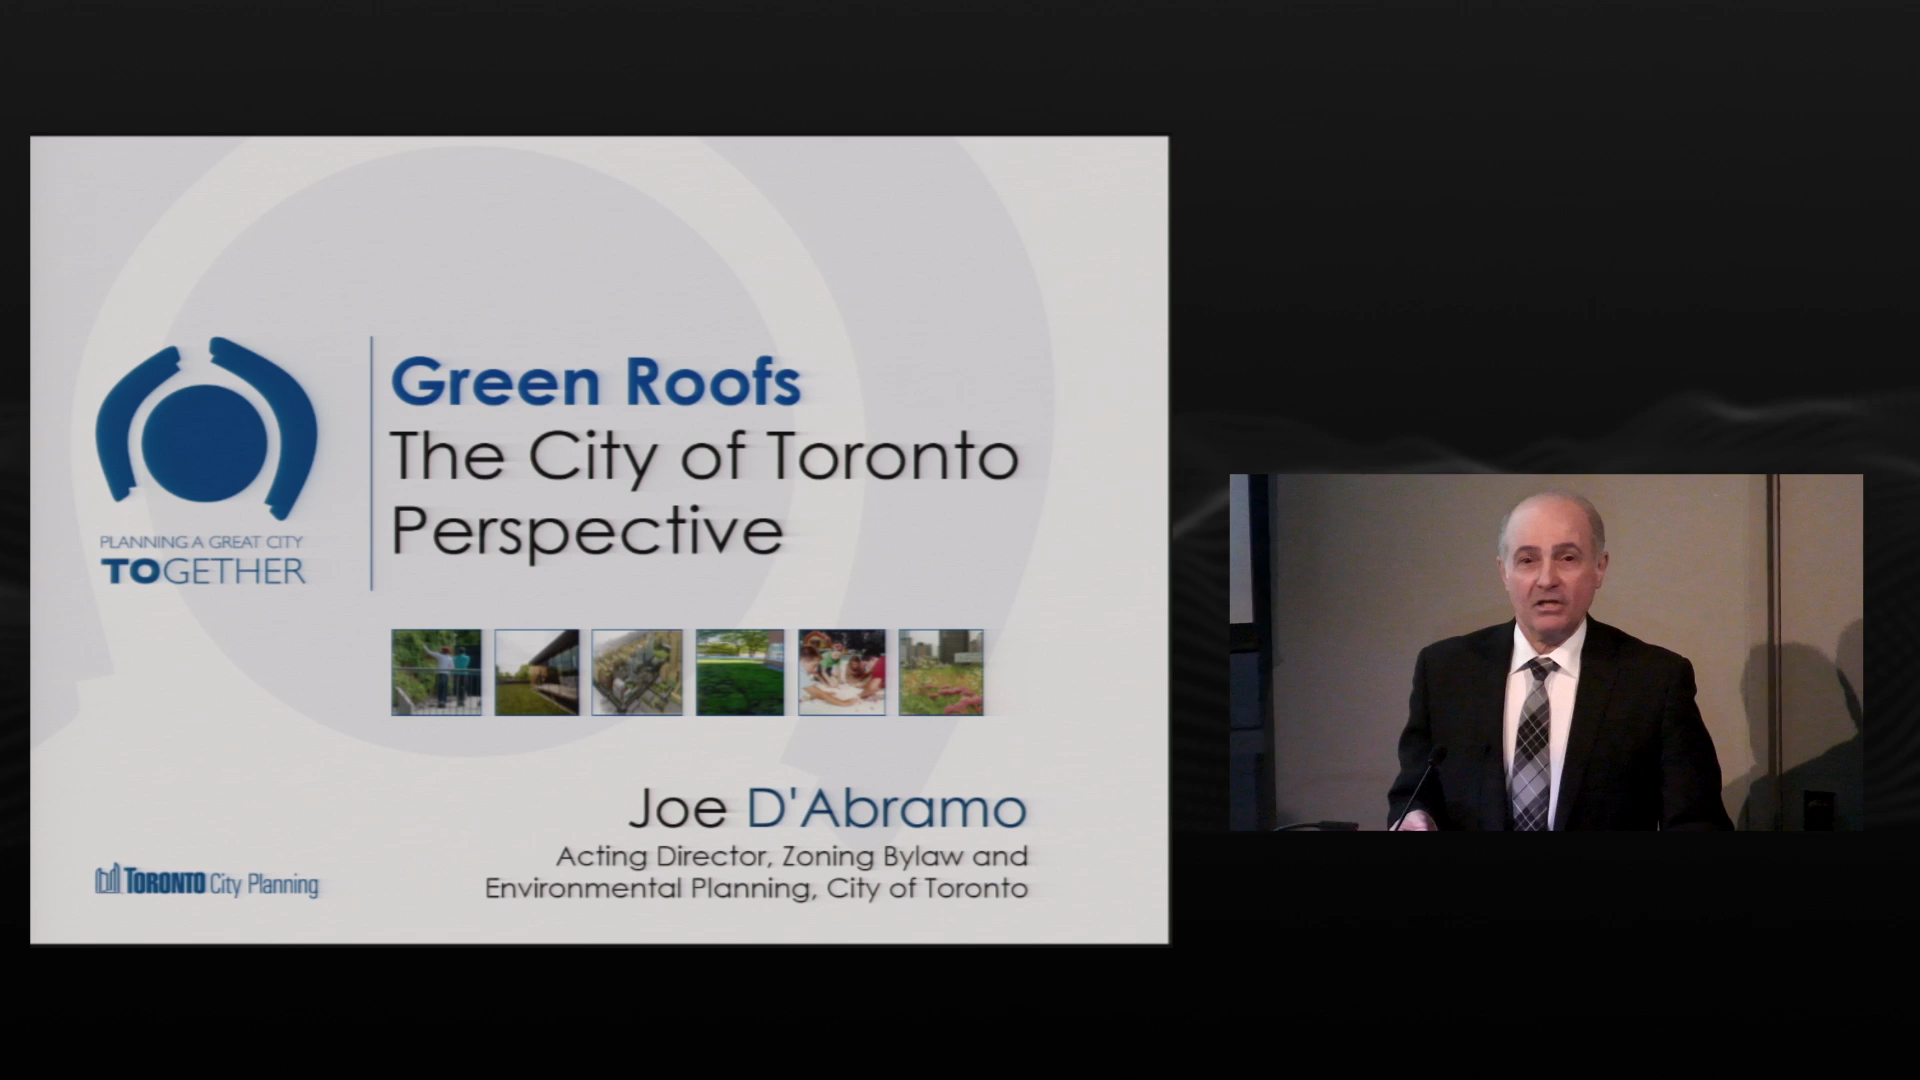 Green Roofs
The City of Toronto
Perspective
PLANNING A GREAT CITY
TOGETHER
Joe D'Abramo
Acting Director, Zoning Bylaw and
Environmental Planning, City of Toronto
TORONTO City Planning